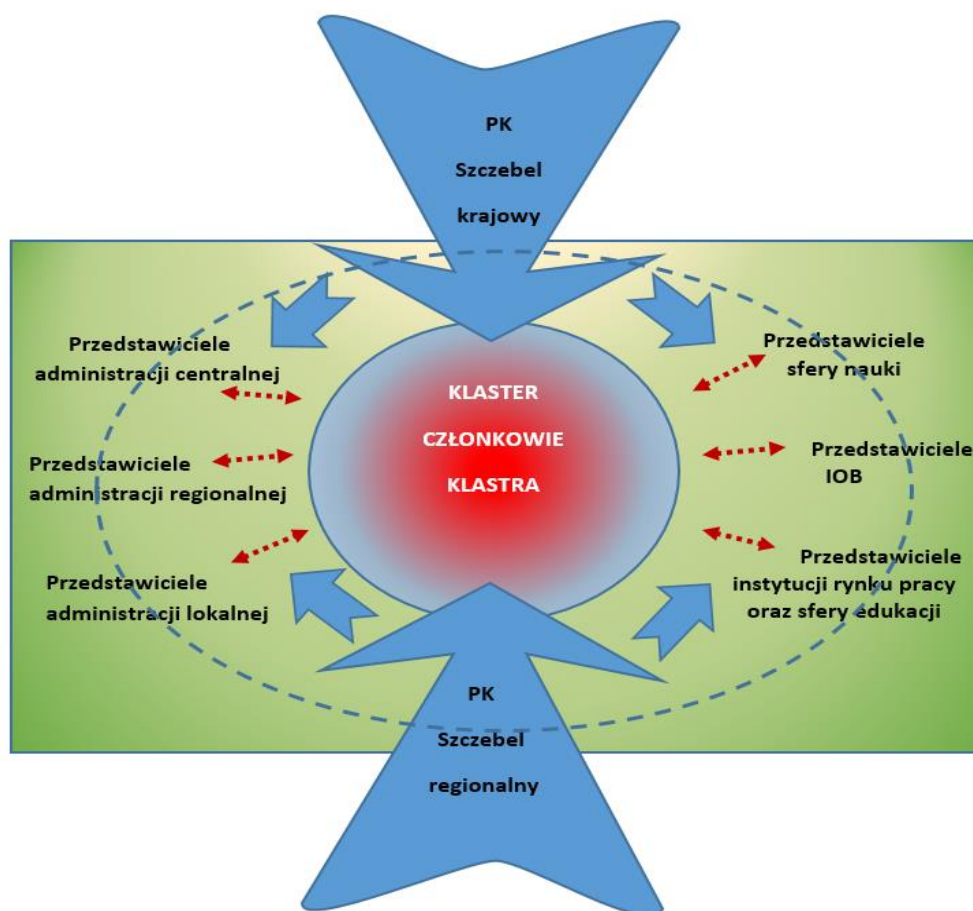 PK
Szczebel
krajowy
Przedstawiciele
administracji centralnej
Przedstawiciele
administracji regionalnej
Przedstawiciele
administracji lokalnej
KLASTER
CZŁONKOWIE
KLASTRA
Przedstawiciele
sfery nauki
Przedstawiciele
IOB
Przedstawiciele
instytucji rynku pracy
oraz sfery edukacji
PK
Szczebel
regionalny